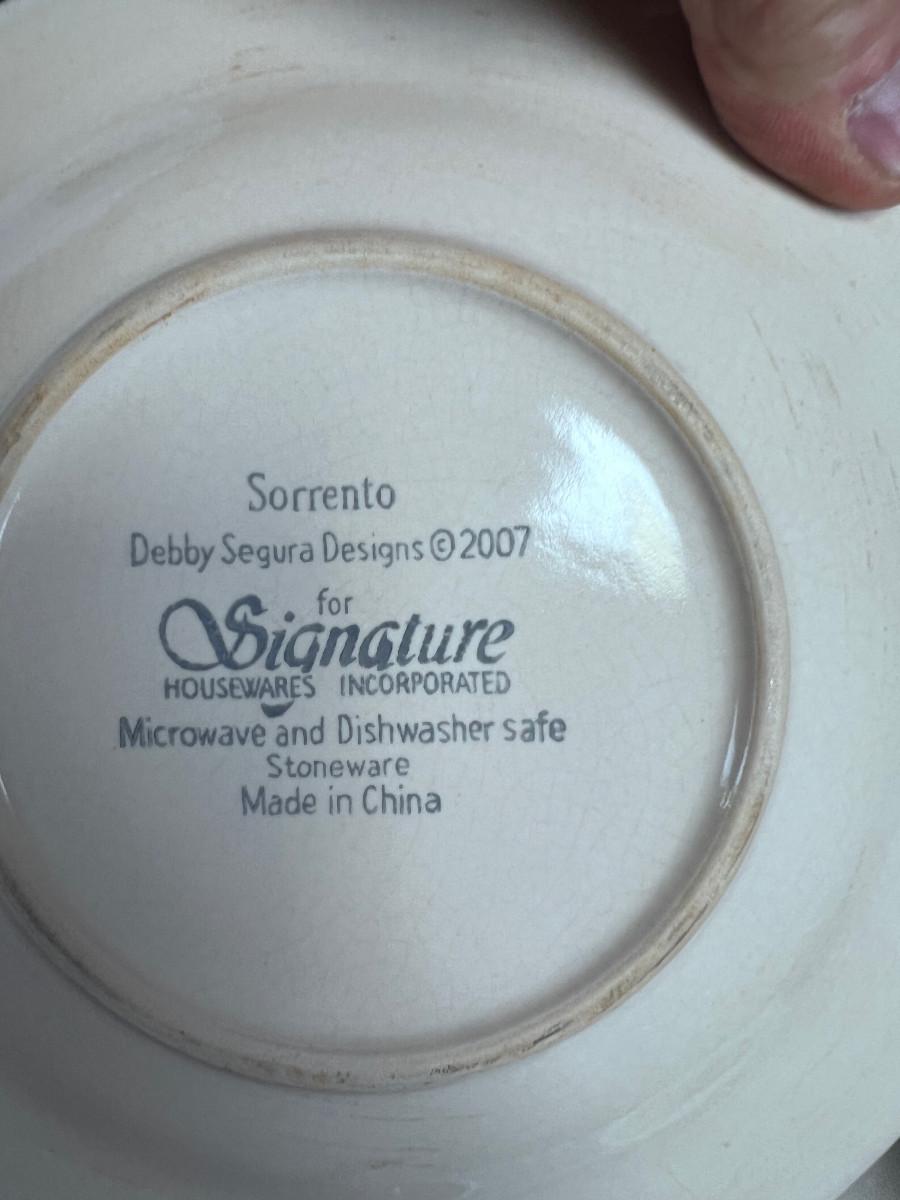 Sorrento
Debby Segura Designs ©2007
for
Signature
HOUSEWARES INCORPORATED
Microwave and Dishwasher safe
Stoneware
Made in China